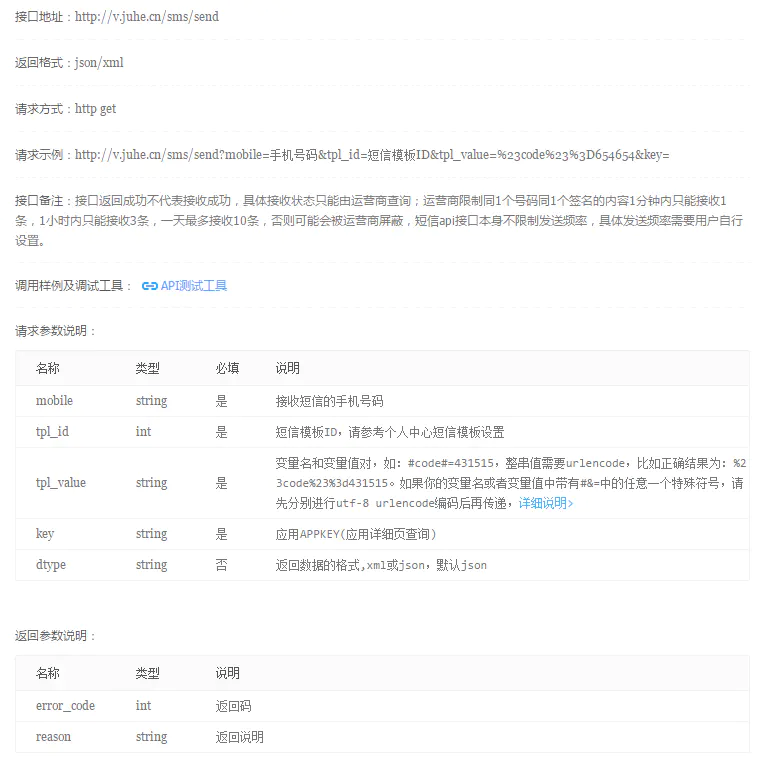 接口地址：http://v.juhe.cn/sms/send
返回格式：json/xml
请求方式：http get
请求示例：http://v.juhe.cn/sms/send?mobile=手机号码&tpl_id=短信模板ID&tpl_value=%23code%23%3D654654&key=
接口备注：接口返回成功不代表接收成功，具体接收状态只能由运营商查询；运营商限制同1个号码同1个签名的内容1分钟内只能接收1
条，1小时内只能接收3条，一天最多接收10条，否则可能会被运营商屏蔽，短信api接口本身不限制发送频率，具体发送频率需要用户自行
设置。
调用样例及调试工具： API测试工具
请求参数说明：
名称 类型 必填 说明
mobile string 是 接收短信的手机号码
tpl_id int 是 短信模板ID，请参考个人中心短信模板设置
tpl_value string 是 变量名和变量值对，如：#code#=431515，整串值需要urlencode，比如正确结果为：%2
3code%23%3d431515。如果你的变量名或者变量值中带有#&=中的任意一个特殊符号，请
先分别进行utf-8 urlencode编码后再传递，详细说明>
key string 是 应用APPKEY(应用详细页查询)
dtype string 否 返回数据的格式,xml或json，默认json
返回参数说明：
名称 类型 说明
error_code int 返回码
reason string 返回说明